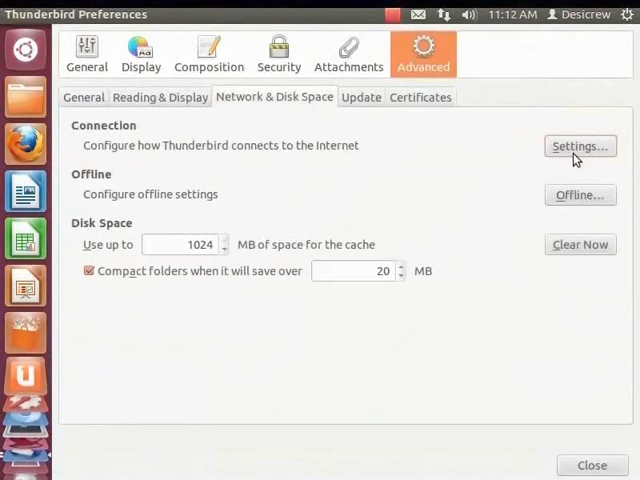 Thunderbird Preferences 11:12 AM Desicrew
General Display Composition Security Attachments Advanced
General Reading & Display Network & Disk Space Update Certificates
Connection
Configure how Thunderbird connects to the Internet Settings...
Offline
Configure offline settings Offline...
Disk Space
Use up to 1024 MB of space for the cache Clear Now
Compact folders when it will save over 20 MB
Close